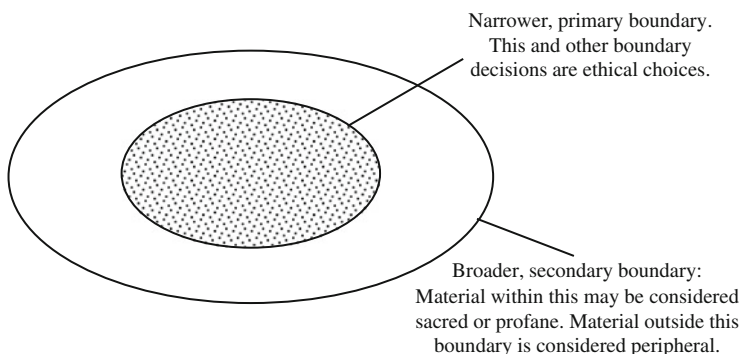 Narrower, primary boundary.
This and other boundary
decisions are ethical choices.
Broader, secondary boundary:
Material within this may be considered
sacred or profane. Material outside this
boundary is considered peripheral.